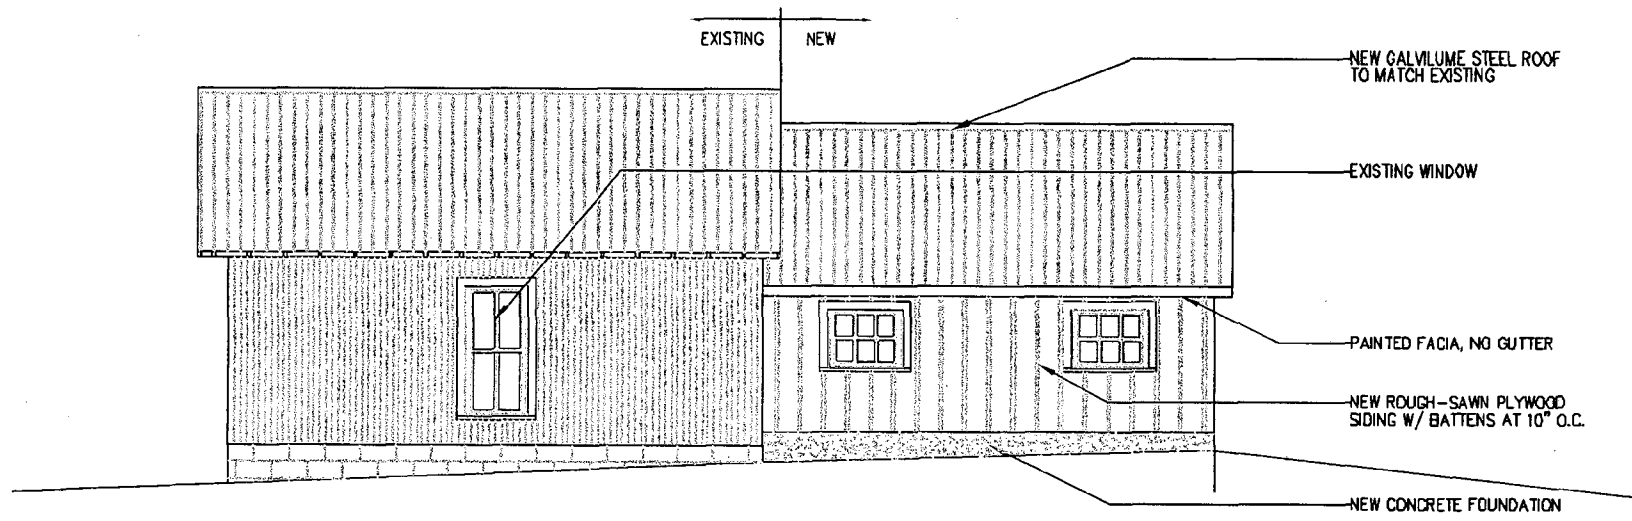 EXISTING
NEW
NEW GALVILUME STEEL ROOF
TO MATCH EXISTING
EXISTING WINDOW
PAINTED FACIA, NO GUTTER
NEW ROUGH-SAWN PLYWOOD
SIDING W/ BATTENS AT 10" O.C.
NEW CONCRETE FOUNDATION